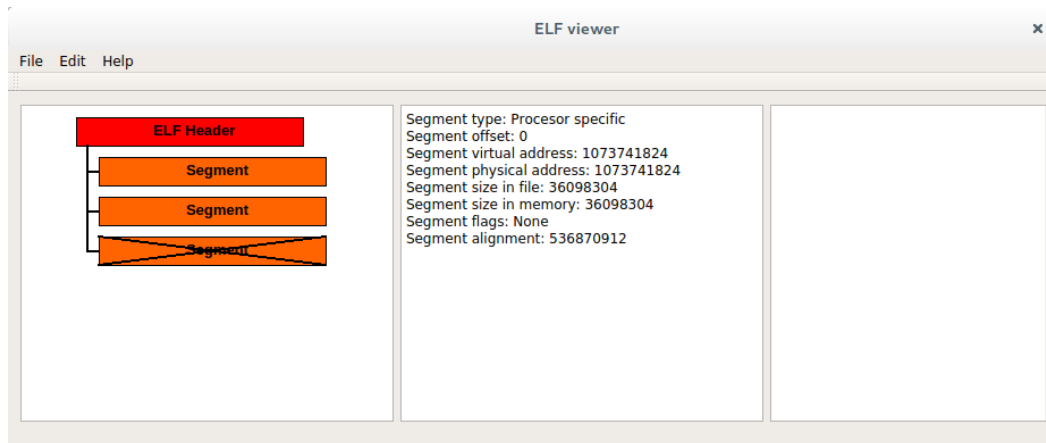 ELF viewer
File Edit Help
ELF Header
Segment
Segment
Segment
Segment type: Procesor specific
Segment offset: 0
Segment virtual address: 1073741824
Segment physical address: 1073741824
Segment size in file: 36098304
Segment size in memory: 36098304
Segment flags: None
Segment alignment: 536870912